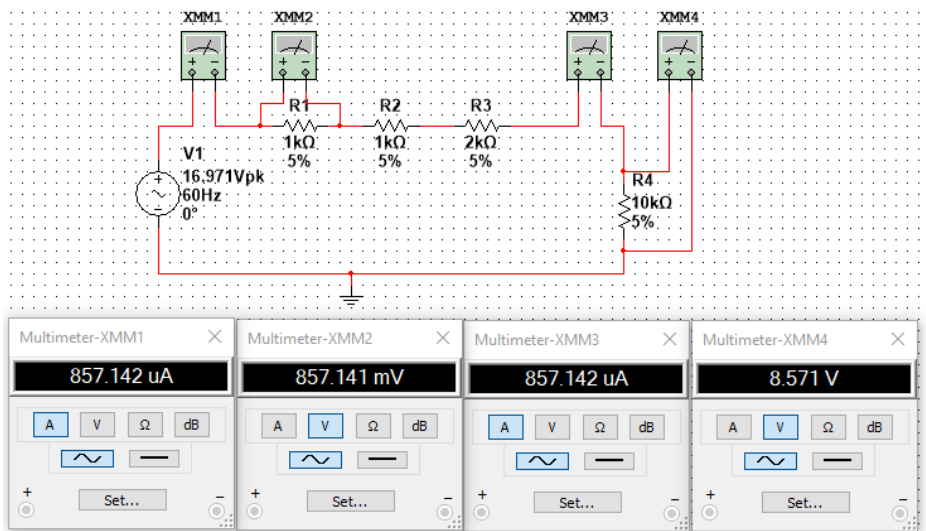 XMM1
XMM2
XMM3
XMM4
R1
1kΩ
5%
R2
1kΩ
5%
R3
2kΩ
5%
V1
16.971Vpk
60Hz
0°
R4
10kΩ
5%
Multimeter-XMM1
857.142 uA
A V Ω dB
Set...
+ −
Multimeter-XMM2
857.141 mV
A V Ω dB
Set...
+ −
Multimeter-XMM3
857.142 uA
A V Ω dB
Set...
+ −
Multimeter-XMM4
8.571 V
A V Ω dB
Set...
+ −